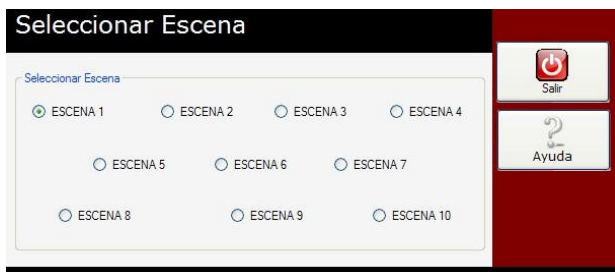 Seleccionar Escena
Seleccionar Escena
ESCENA 1 ESCENA 2 ESCENA 3 ESCENA 4
ESCENA 5 ESCENA 6 ESCENA 7
ESCENA 8 ESCENA 9 ESCENA 10
Salir
Ayuda